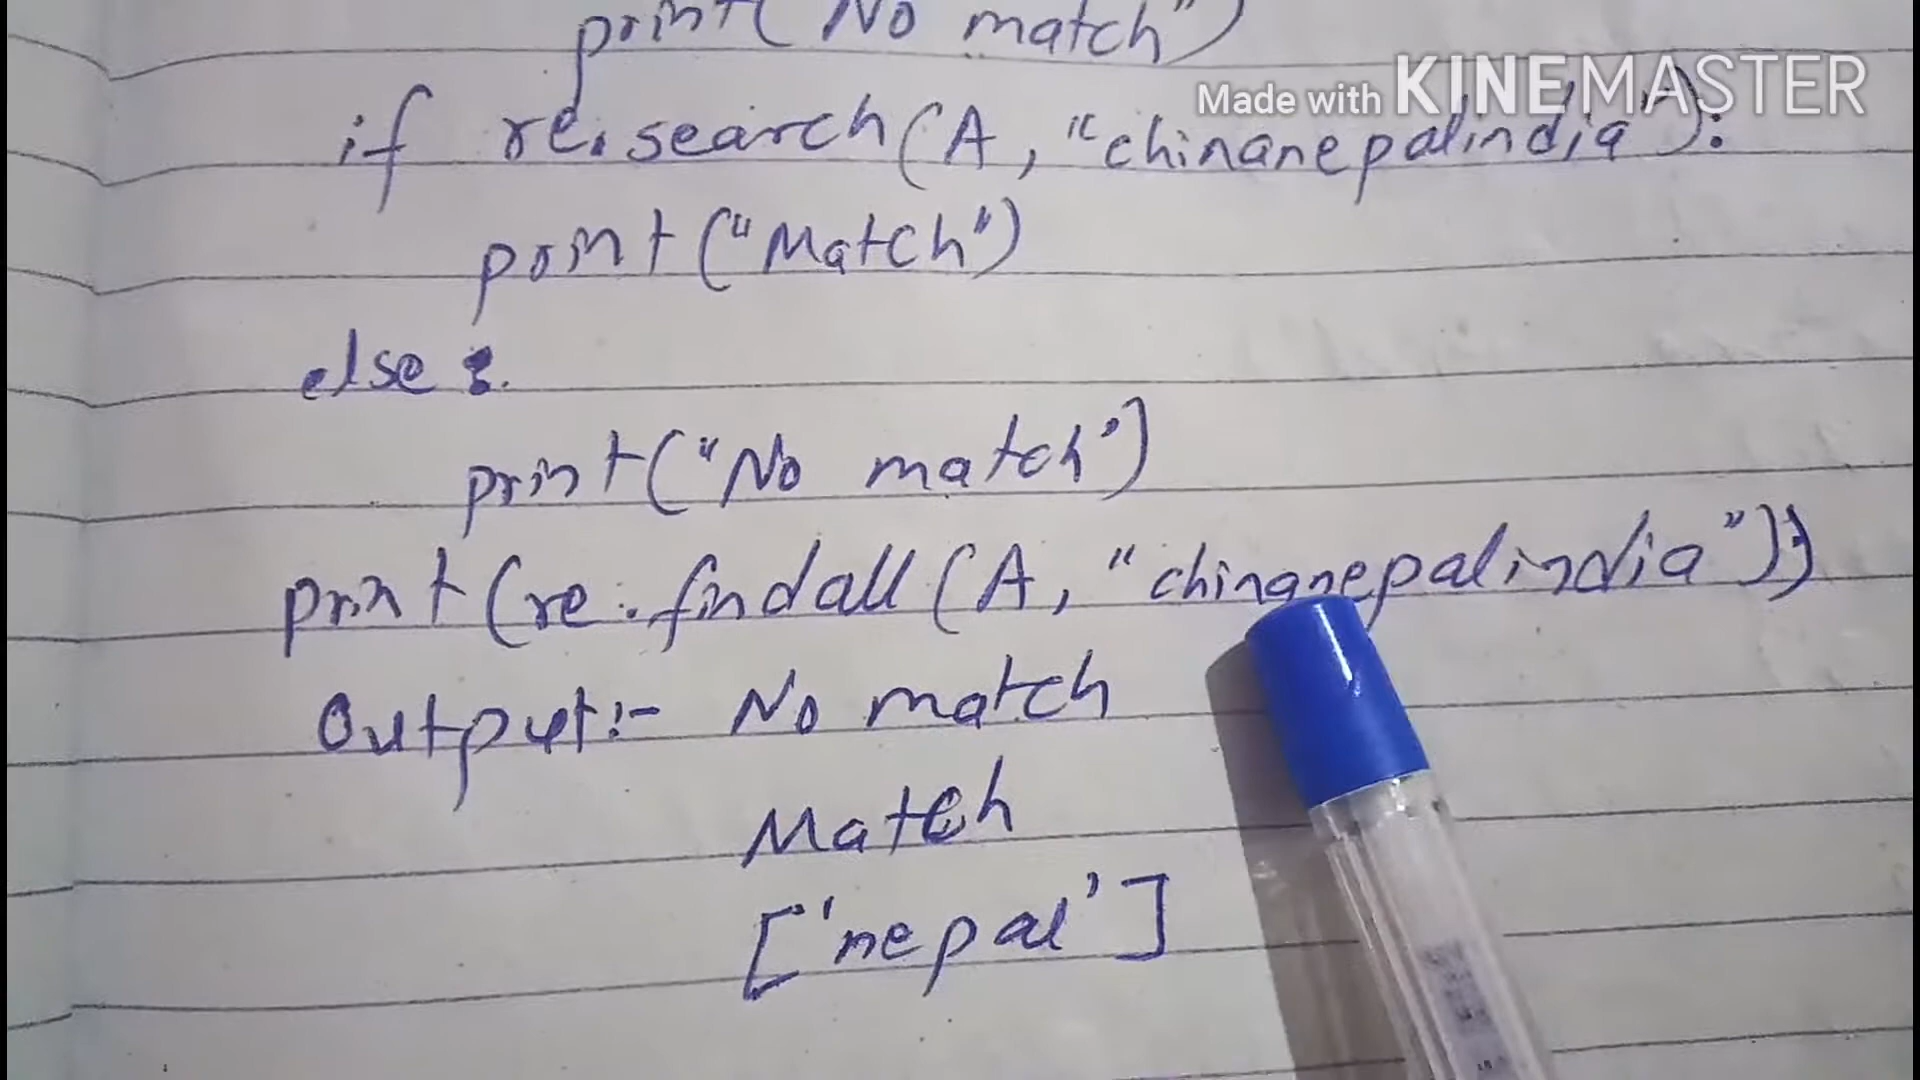 print("No match")
Made with KINEMASTER
if re.search(A, "chinanepalindia"):
print("Match")
else :
print("No match")
print(re.findall(A, "chinanepalindia"))
Output:- No match
Match
['nepal']